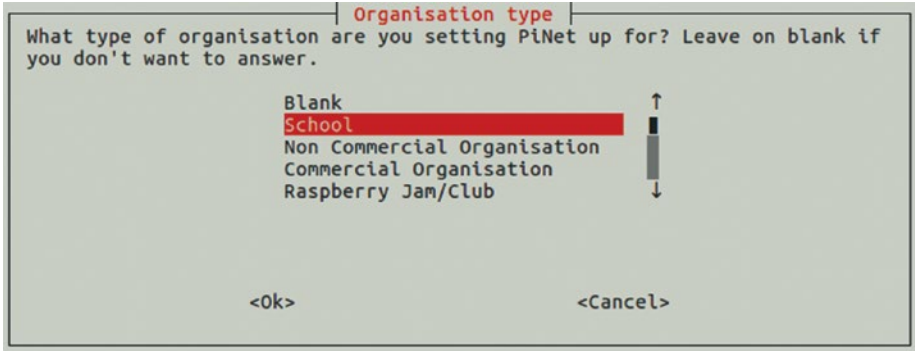 Organisation type
What type of organisation are you setting PiNet up for? Leave on blank if
you don't want to answer.
Blank
School
Non Commercial Organisation
Commercial Organisation
Raspberry Jam/Club
<Ok> <Cancel>